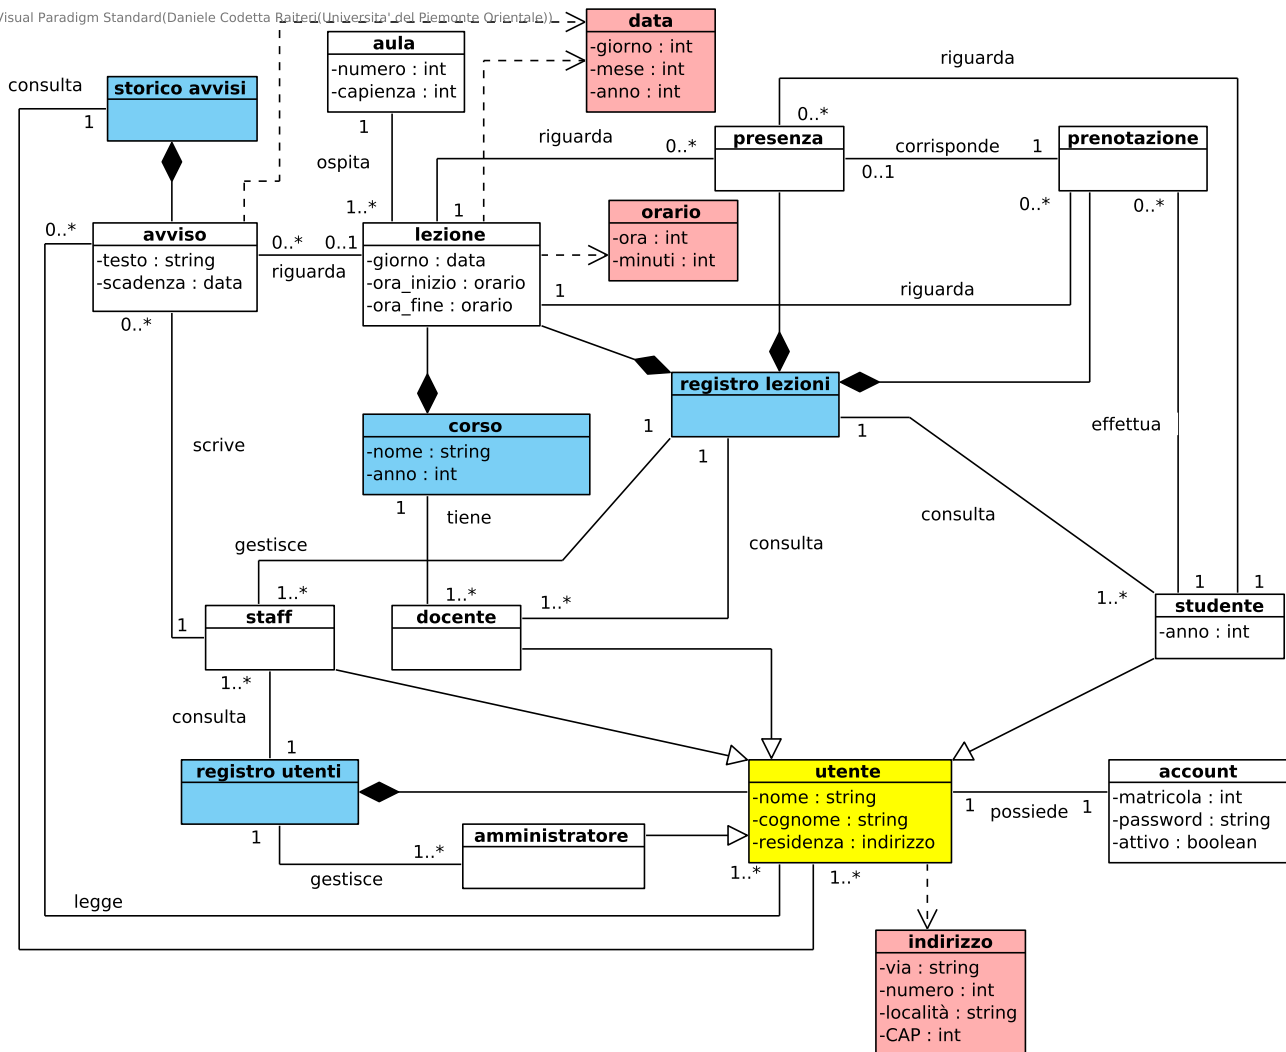 Visual Paradigm Standard(Daniele Codetta Raiteri(Universita' del Piemonte Orientale))
data
-giorno : int
-mese : int
-anno : int
aula
-numero : int
-capienza : int
riguarda
consulta
storico avvisi
1
0..*
1
riguarda
0..*
presenza
corrisponde
1
prenotazione
ospita
0..1
1..*
1
orario
-ora : int
-minuti : int
0..*
0..*
0..*
avviso
-testo : string
-scadenza : data
0..*
0..1
riguarda
lezione
-giorno : data
-ora_inizio : orario
-ora_fine : orario
1
riguarda
0..*
registro lezioni
corso
-nome : string
-anno : int
1
1
1
effettua
scrive
1
tiene
consulta
gestisce
consulta
1..*
1..*
1..*
1..*
1
1
staff
docente
studente
-anno : int
1
1..*
consulta
1
registro utenti
utente
-nome : string
-cognome : string
-residenza : indirizzo
account
-matricola : int
-password : string
-attivo : boolean
1
possiede
1
1
1..*
amministratore
gestisce
1..*
1..*
legge
indirizzo
-via : string
-numero : int
-località : string
-CAP : int